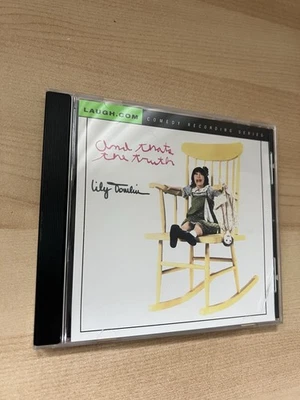 LAUGH.COM COMEDY RECORDING SERIES
And that's
the truth
Lily Tomlin